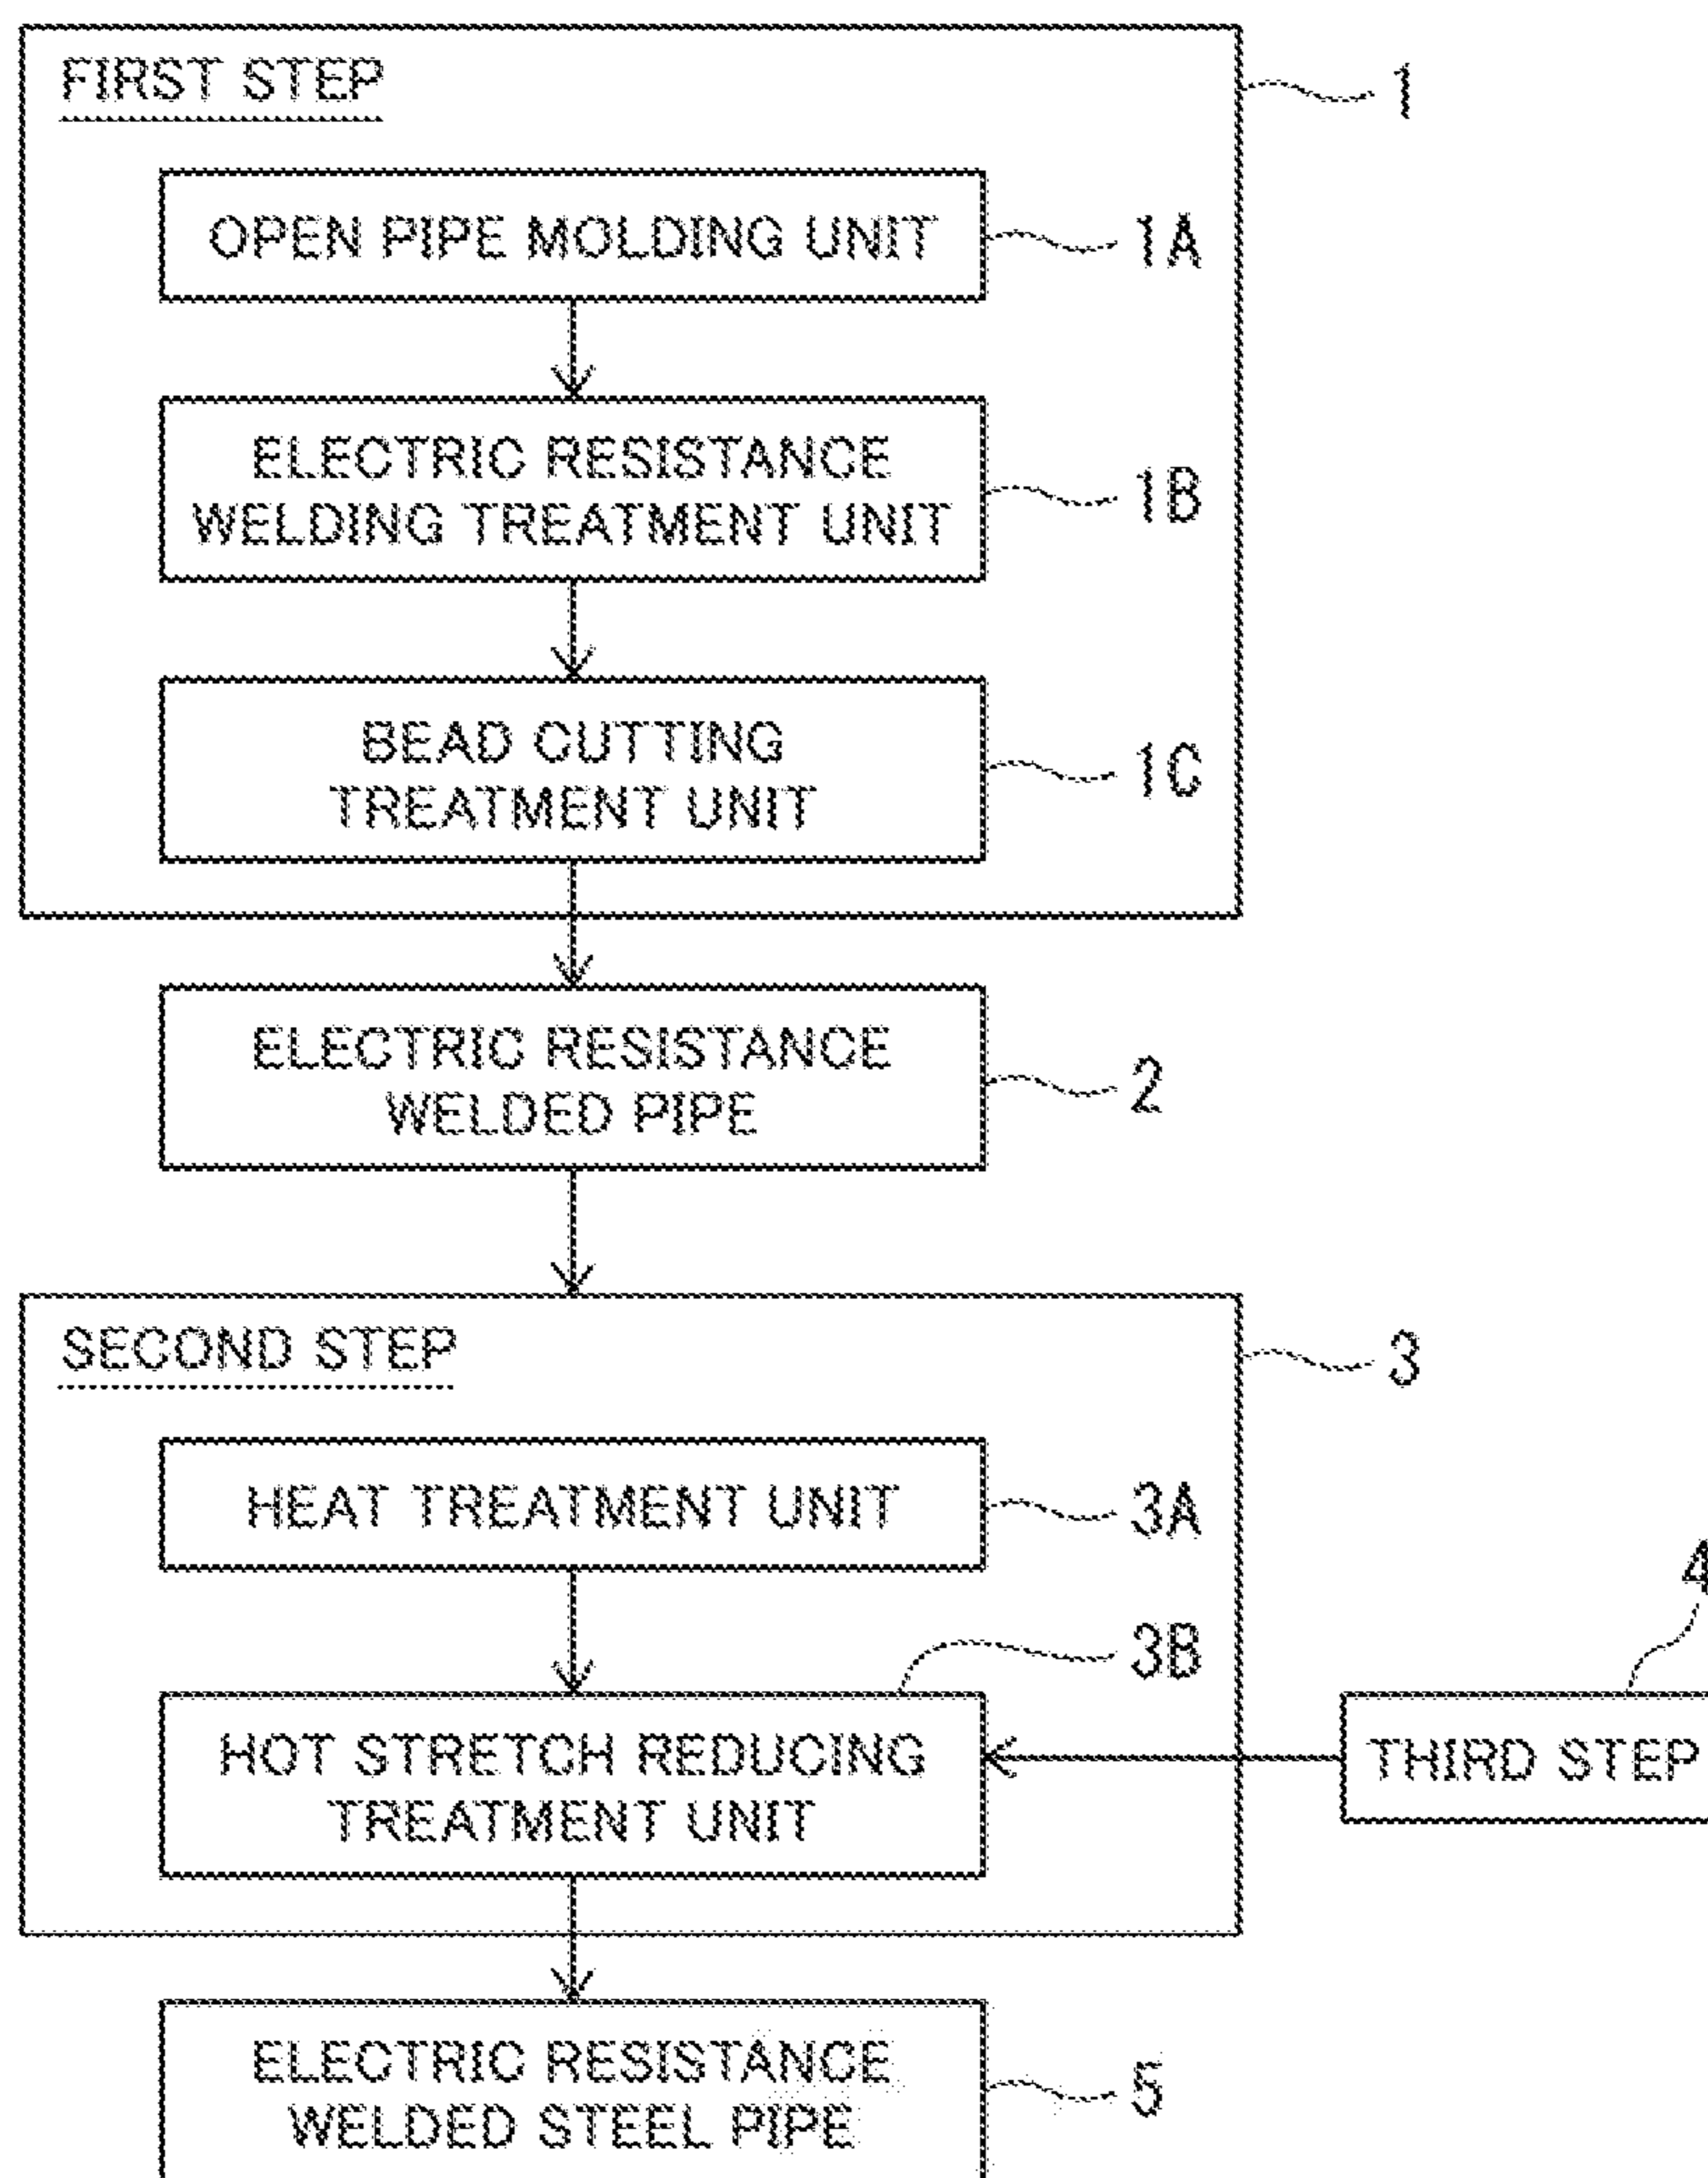 FIRST STEP
1
OPEN PIPE MOLDING UNIT
1A
ELECTRIC RESISTANCE
WELDING TREATMENT UNIT
1B
BEAD CUTTING
TREATMENT UNIT
1C
ELECTRIC RESISTANCE
WELDED PIPE
2
SECOND STEP
3
HEAT TREATMENT UNIT
3A
3B
HOT STRETCH REDUCING
TREATMENT UNIT
4
THIRD STEP
ELECTRIC RESISTANCE
WELDED STEEL PIPE
5